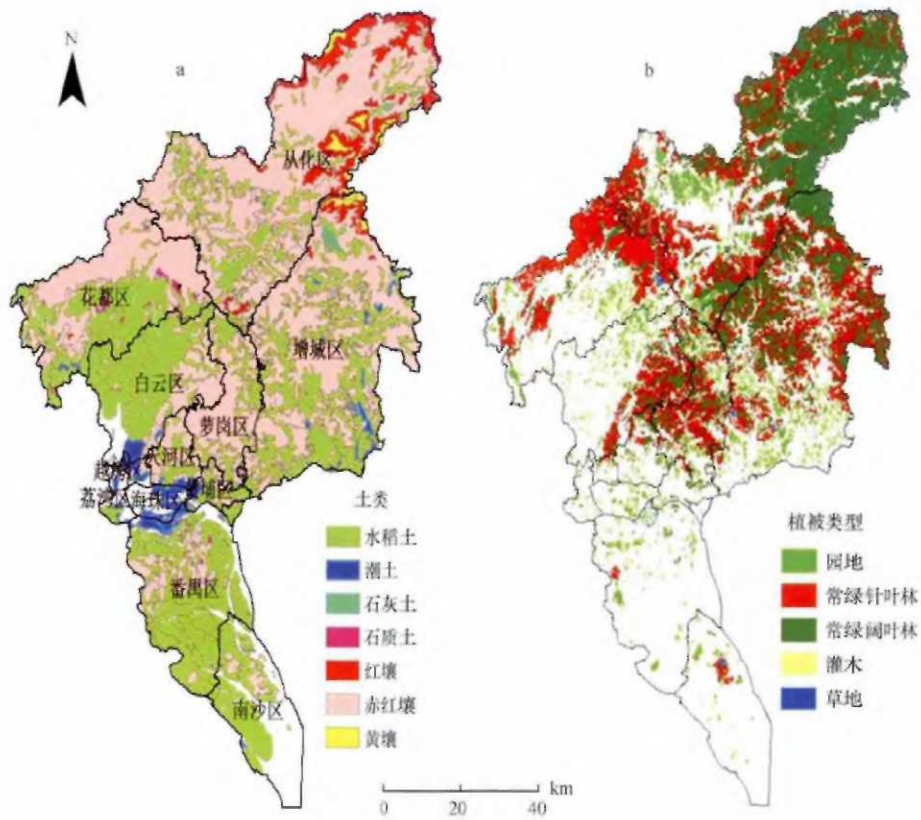 N
a
b
从化区
花都区
增城区
白云区
萝岗区
荔湾区
海珠区
番禺区
南沙区
土类
水稻土
潮土
石灰土
石质土
红壤
赤红壤
黄壤
植被类型
园地
常绿针叶林
常绿阔叶林
灌木
草地
km
0 20 40